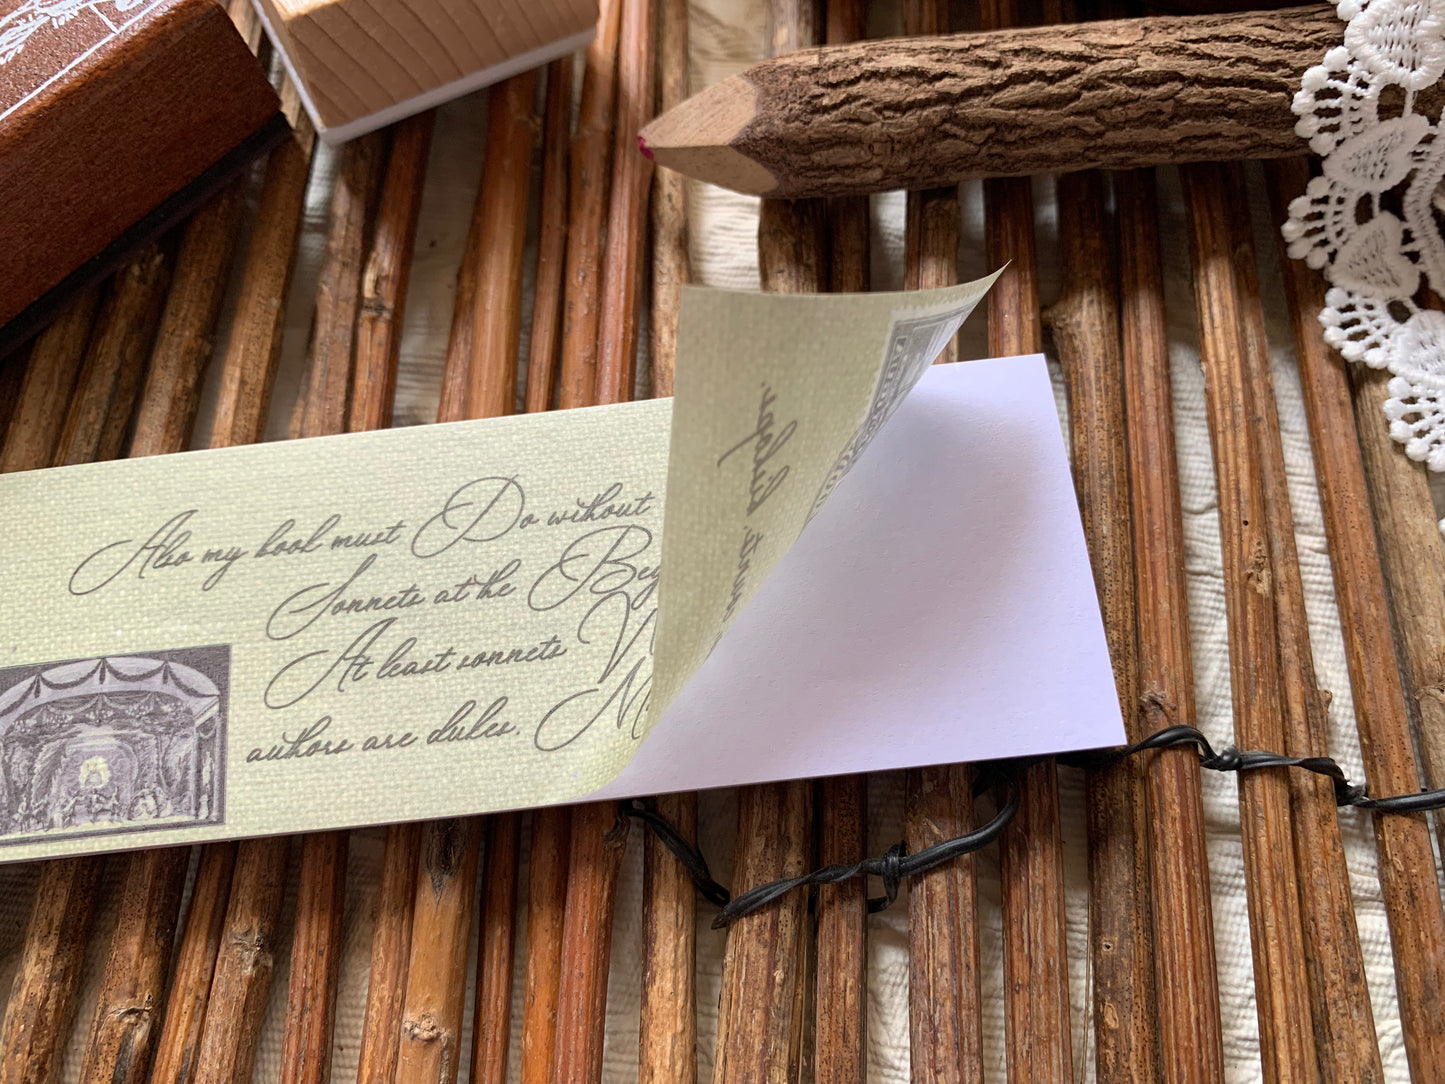 Also my book must Do without
Sonnets at the Beg
At least sonnets W
authors are dukes. M